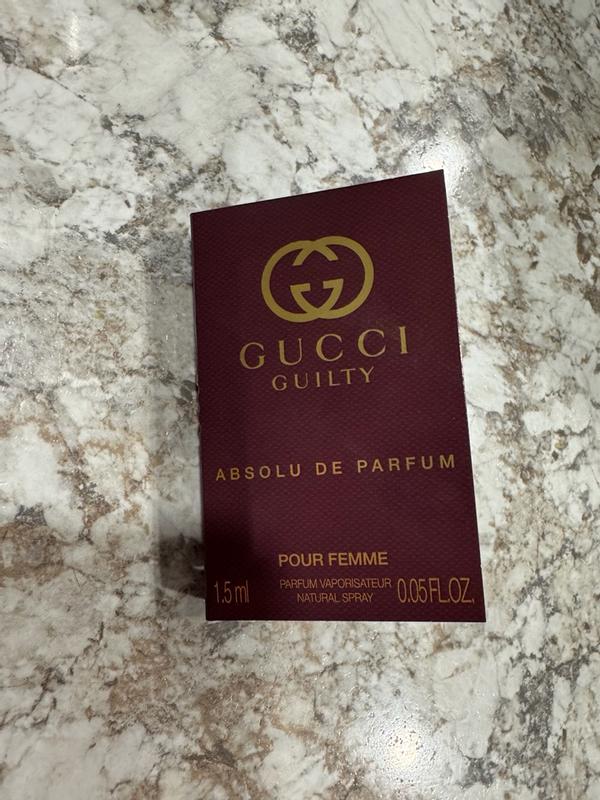 GUCCI
GUILTY
ABSOLU DE PARFUM
POUR FEMME
1.5 ml PARFUM VAPORISATEUR 0.05 FL.OZ.
NATURAL SPRAY